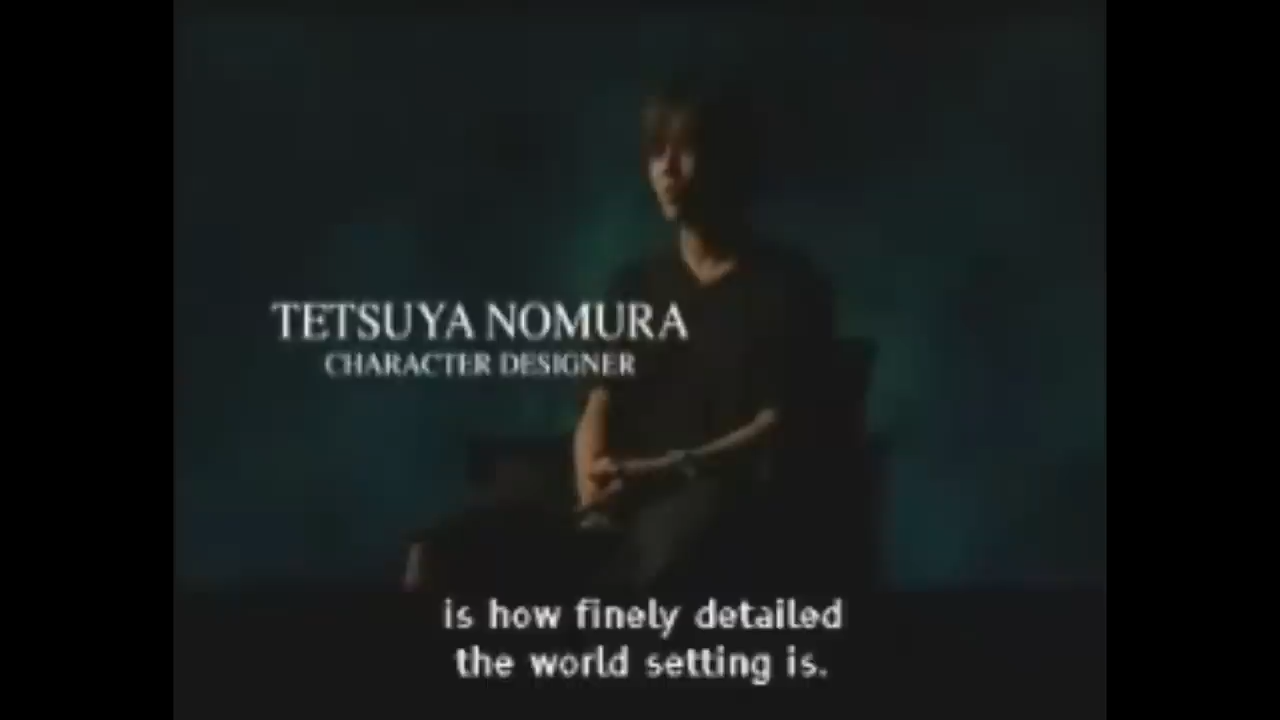 TETSUYA NOMURA
CHARACTER DESIGNER
is how finely detailed
the world setting is.